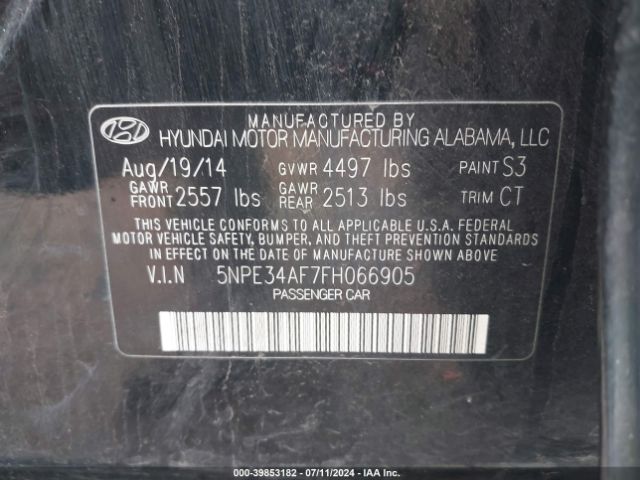 MANUFACTURED BY
HYUNDAI MOTOR MANUFACTURING ALABAMA, LLC
Aug/19/14 GVWR 4497 lbs PAINT S3
GAWR FRONT 2557 lbs GAWR REAR 2513 lbs TRIM CT
THIS VEHICLE CONFORMS TO ALL APPLICABLE U.S.A. FEDERAL
MOTOR VEHICLE SAFETY, BUMPER, AND THEFT PREVENTION STANDARDS
IN EFFECT ON THE DATE OF MANUFACTURE SHOWN ABOVE.
V.I.N 5NPE34AF7FH066905
PASSENGER CAR
000-39853182 - 07/11/2024 - IAA Inc.